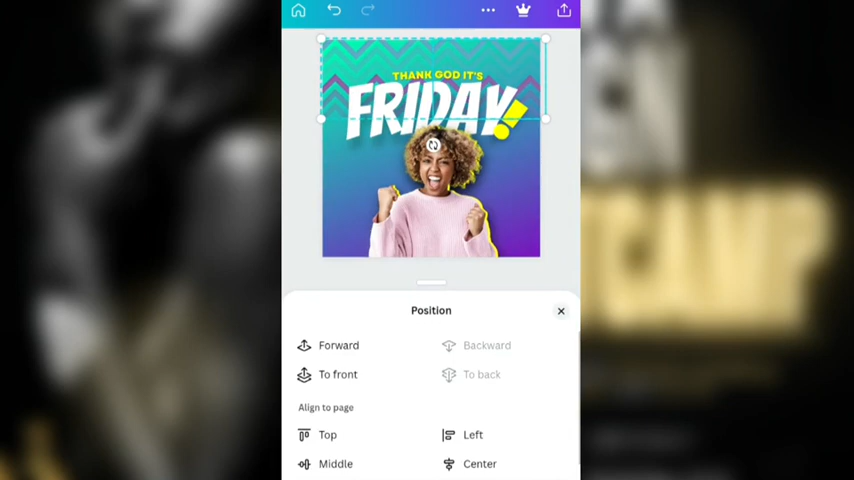 THANK GOD IT'S
FRIDAY!
Position
Forward
Backward
To front
To back
Align to page
Top
Left
Middle
Center